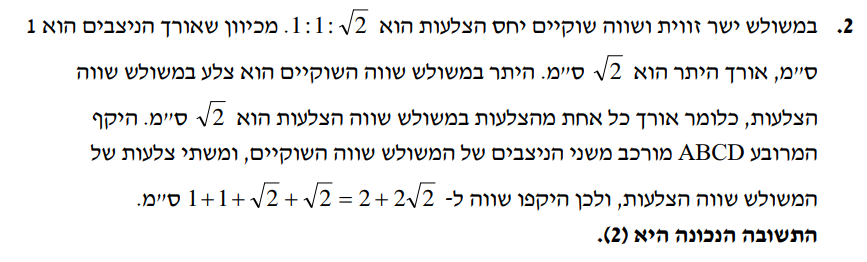 2. במשולש ישר זווית ושווה שוקיים יחס הצלעות הוא 1:1:√2. מכיוון שאורך הניצבים הוא 1
ס״מ, אורך היתר הוא √2 ס״מ. היתר במשולש שווה השוקיים הוא צלע במשולש שווה
הצלעות, כלומר אורך כל אחת מהצלעות במשולש שווה הצלעות הוא √2 ס״מ. היקף
המרובע ABCD מורכב משני הניצבים של המשולש שווה השוקיים, ומשתי צלעות של
המשולש שווה הצלעות, ולכן היקפו שווה ל- 1+1+√2+√2 = 2+2√2 ס״מ.
התשובה הנכונה היא (2).